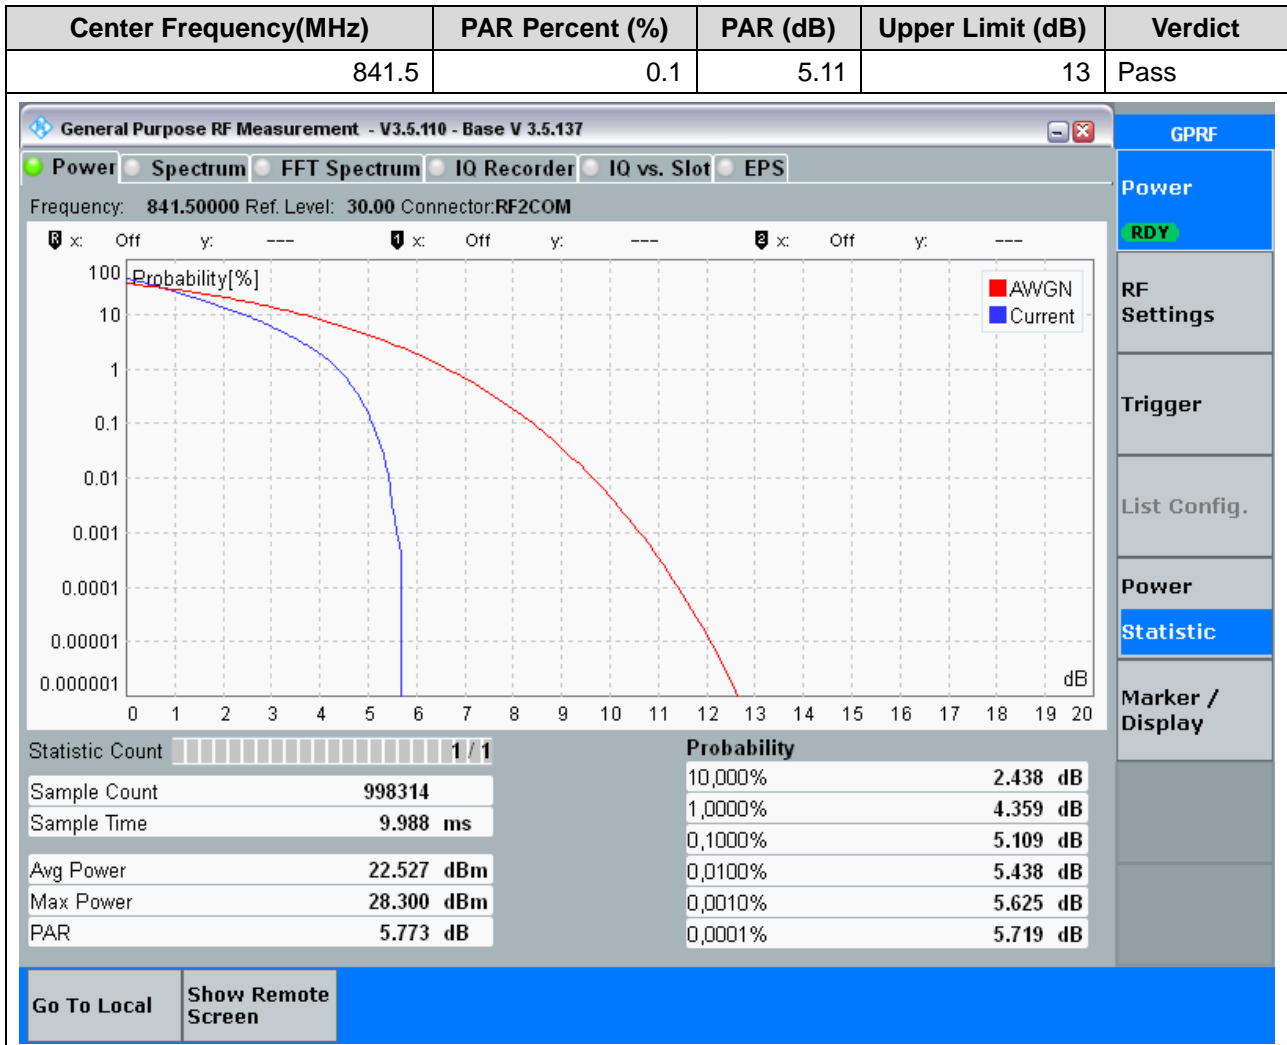 Center Frequency(MHz) PAR Percent (%) PAR (dB) Upper Limit (dB) Verdict
841.5 0.1 5.11 13 Pass
General Purpose RF Measurement - V3.5.110 - Base V 3.5.137
GPRF
Power Spectrum FFT Spectrum IQ Recorder IQ vs. Slot EPS
Frequency: 841.50000 Ref. Level: 30.00 Connector:RF2COM
R x: Off y: --- 1 x: Off y: --- 2 x: Off y: ---
Probability[%]
AWGN
Current
100
10
1
0.1
0.01
0.001
0.0001
0.00001
0.000001
dB
0 1 2 3 4 5 6 7 8 9 10 11 12 13 14 15 16 17 18 19 20
Statistic Count 1 / 1
Sample Count 998314
Sample Time 9.988 ms
Avg Power 22.527 dBm
Max Power 28.300 dBm
PAR 5.773 dB
Probability
10,000% 2.438 dB
1,0000% 4.359 dB
0,1000% 5.109 dB
0,0100% 5.438 dB
0,0010% 5.625 dB
0,0001% 5.719 dB
Power
RDY
RF
Settings
Trigger
List Config.
Power
Statistic
Marker /
Display
Go To Local
Show Remote
Screen